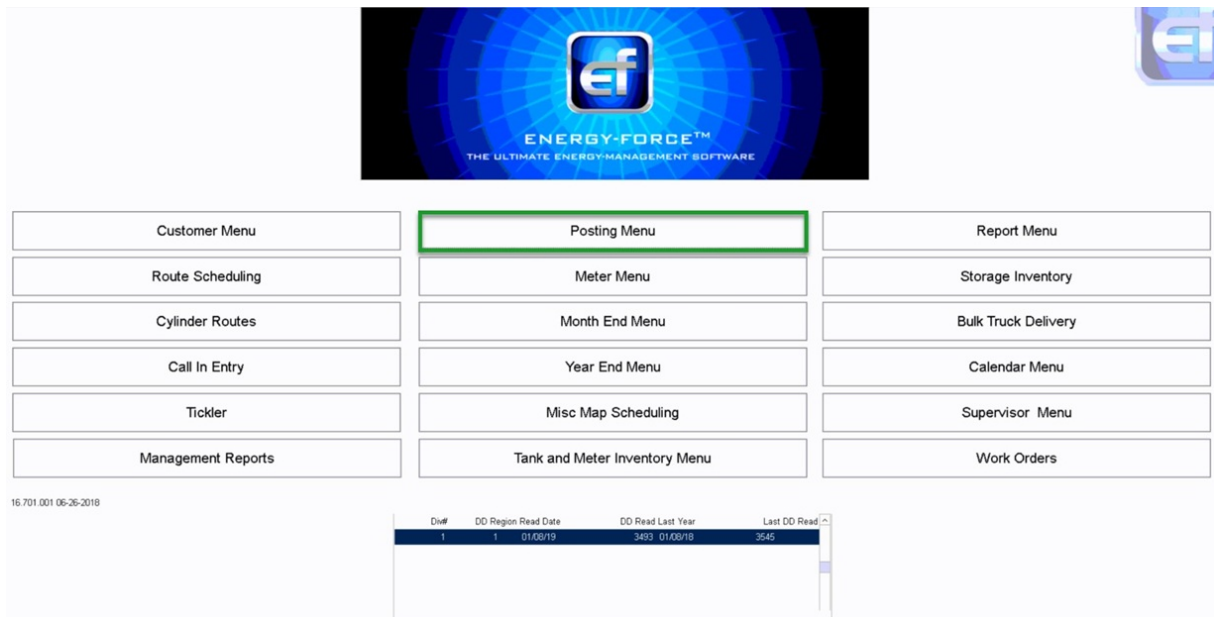 Ef
Ef
ENERGY-FORCE™
THE ULTIMATE ENERGY-MANAGEMENT SOFTWARE
Customer Menu Posting Menu Report Menu
Route Scheduling Meter Menu Storage Inventory
Cylinder Routes Month End Menu Bulk Truck Delivery
Call In Entry Year End Menu Calendar Menu
Tickler Misc Map Scheduling Supervisor Menu
Management Reports Tank and Meter Inventory Menu Work Orders
16.701.001 06-26-2018
Div# DD Region Read Date DD Read Last Year Last DD Read
1 1 01/08/19 3493 01/08/18 3545